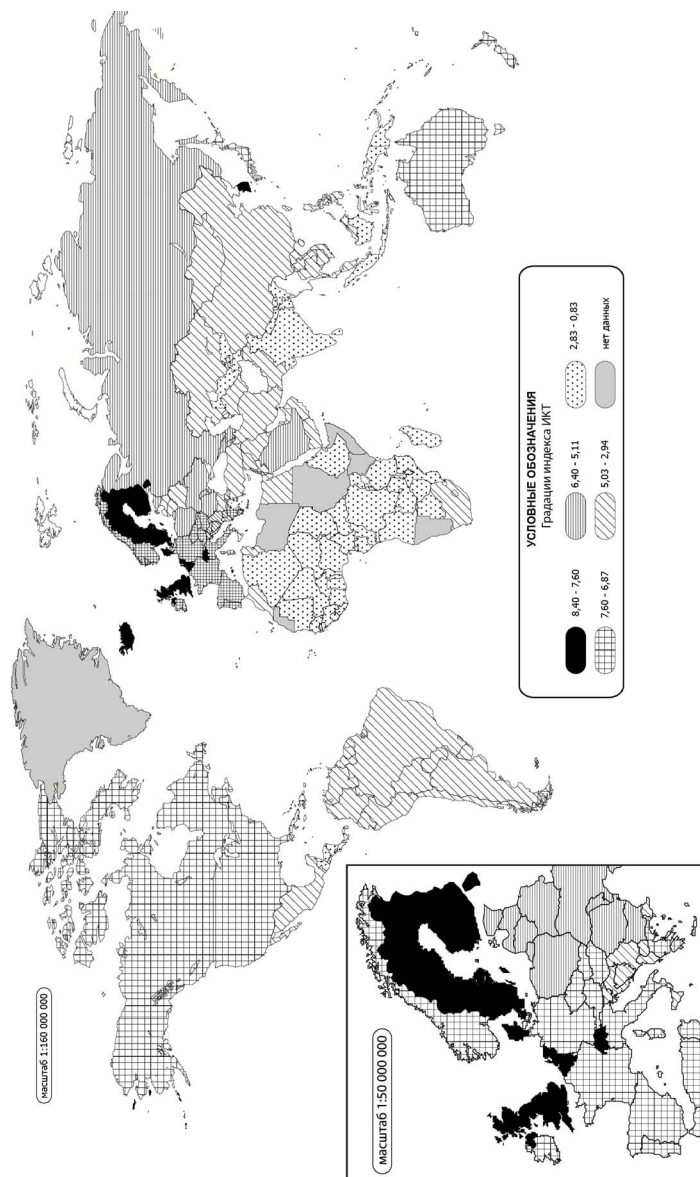 масштаб 1:160 000 000
масштаб 1:50 000 000
УСЛОВНЫЕ ОБОЗНАЧЕНИЯ
Градации индекса ИКТ
8,40 - 7,60
6,40 - 5,11
2,83 - 0,83
7,60 - 6,87
5,03 - 2,94
нет данных